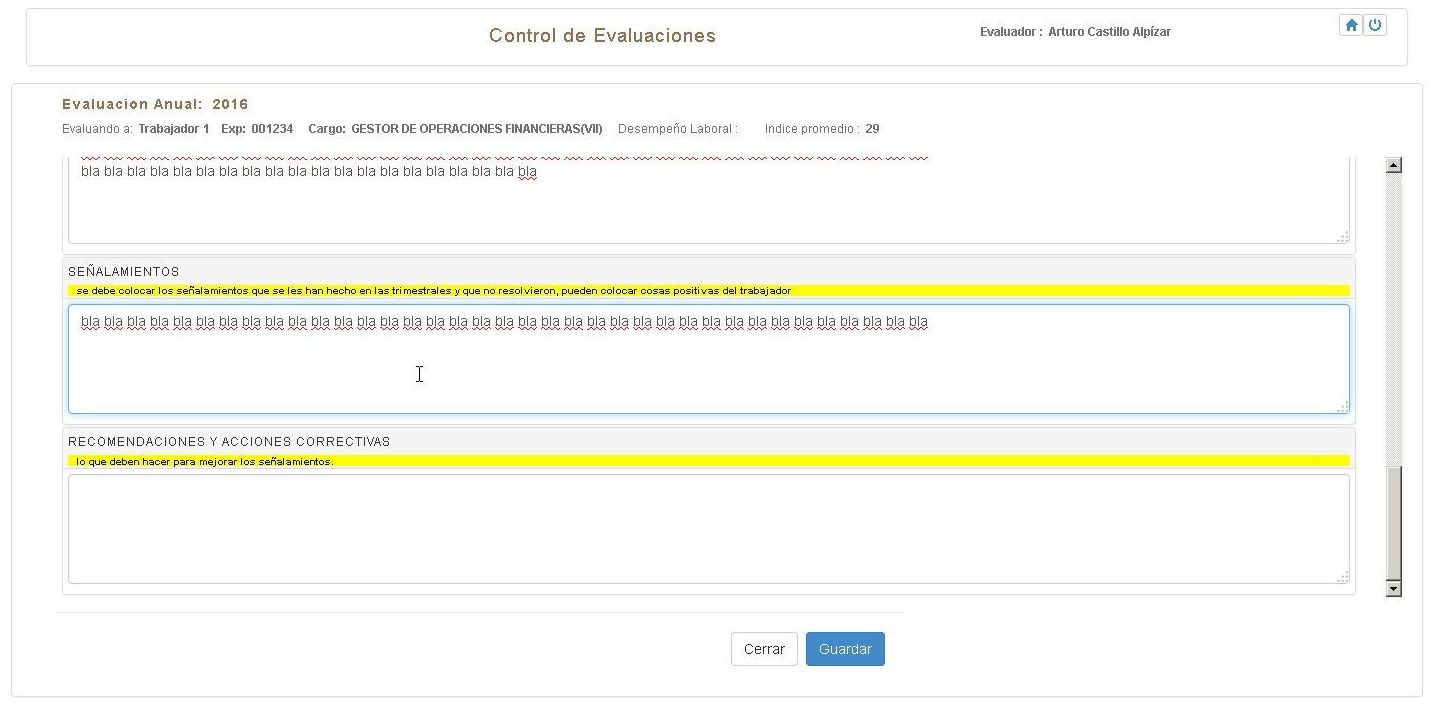 Control de Evaluaciones
Evaluador : Arturo Castillo Alpízar
Evaluacion Anual: 2016
Evaluando a: Trabajador 1 Exp: 001234 Cargo: GESTOR DE OPERACIONES FINANCIERAS(VII) Desempeño Laboral : Indice promedio : 29
bla bla bla bla bla bla bla bla bla bla bla bla bla bla bla bla bla bla bla bla
SEÑALAMIENTOS
se debe colocar los señalamientos que se les han hecho en las trimestrales y que no resolvieron, pueden colocar cosas positivas del trabajador
bla bla bla bla bla bla bla bla bla bla bla bla bla bla bla bla bla bla bla bla bla bla bla bla bla bla bla bla bla bla bla bla bla bla bla bla bla
RECOMENDACIONES Y ACCIONES CORRECTIVAS
lo que deben hacer para mejorar los señalamientos.
Cerrar
Guardar